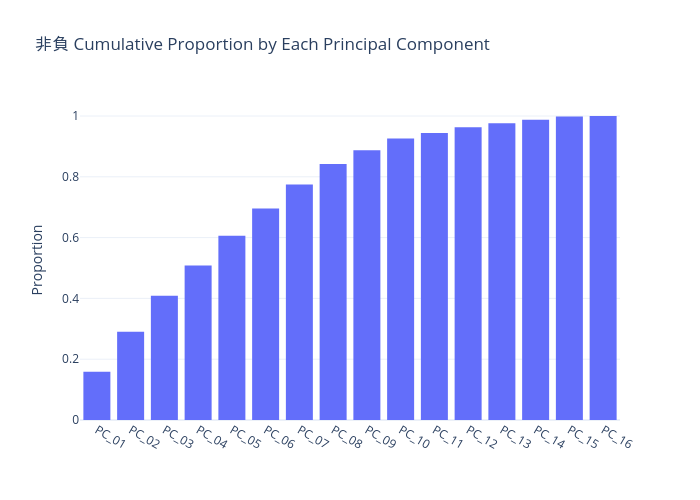 非負 Cumulative Proportion by Each Principal Component
1
0.8
0.6
0.4
0.2
0
Proportion
PC_01
PC_02
PC_03
PC_04
PC_05
PC_06
PC_07
PC_08
PC_09
PC_10
PC_11
PC_12
PC_13
PC_14
PC_15
PC_16